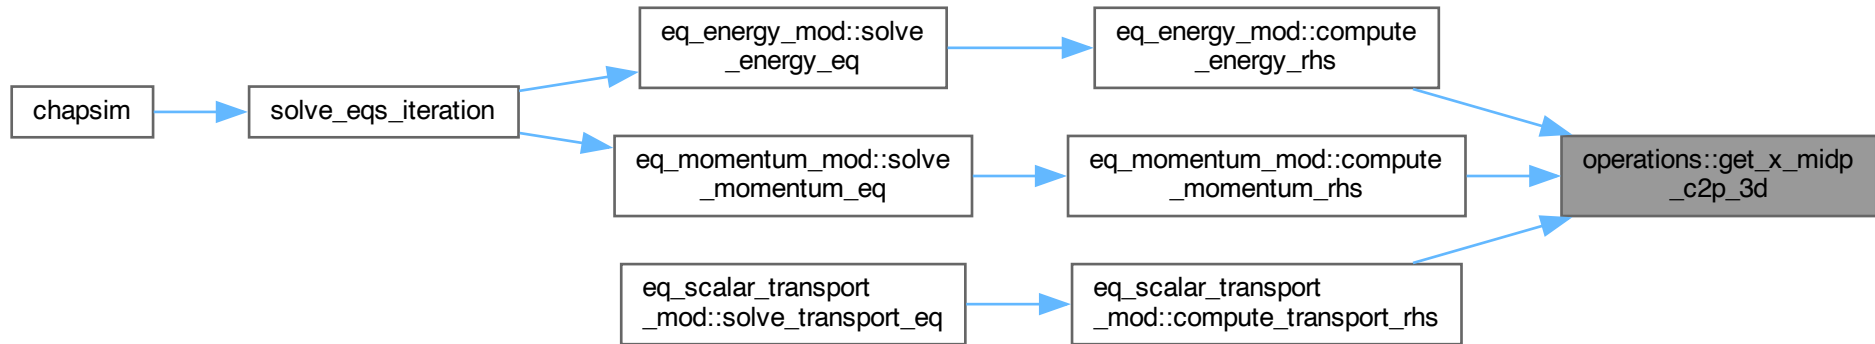 chapsim
solve_eqs_iteration
eq_energy_mod::solve
_energy_eq
eq_energy_mod::compute
_energy_rhs
eq_momentum_mod::solve
_momentum_eq
eq_momentum_mod::compute
_momentum_rhs
operations::get_x_midp
_c2p_3d
eq_scalar_transport
_mod::solve_transport_eq
eq_scalar_transport
_mod::compute_transport_rhs